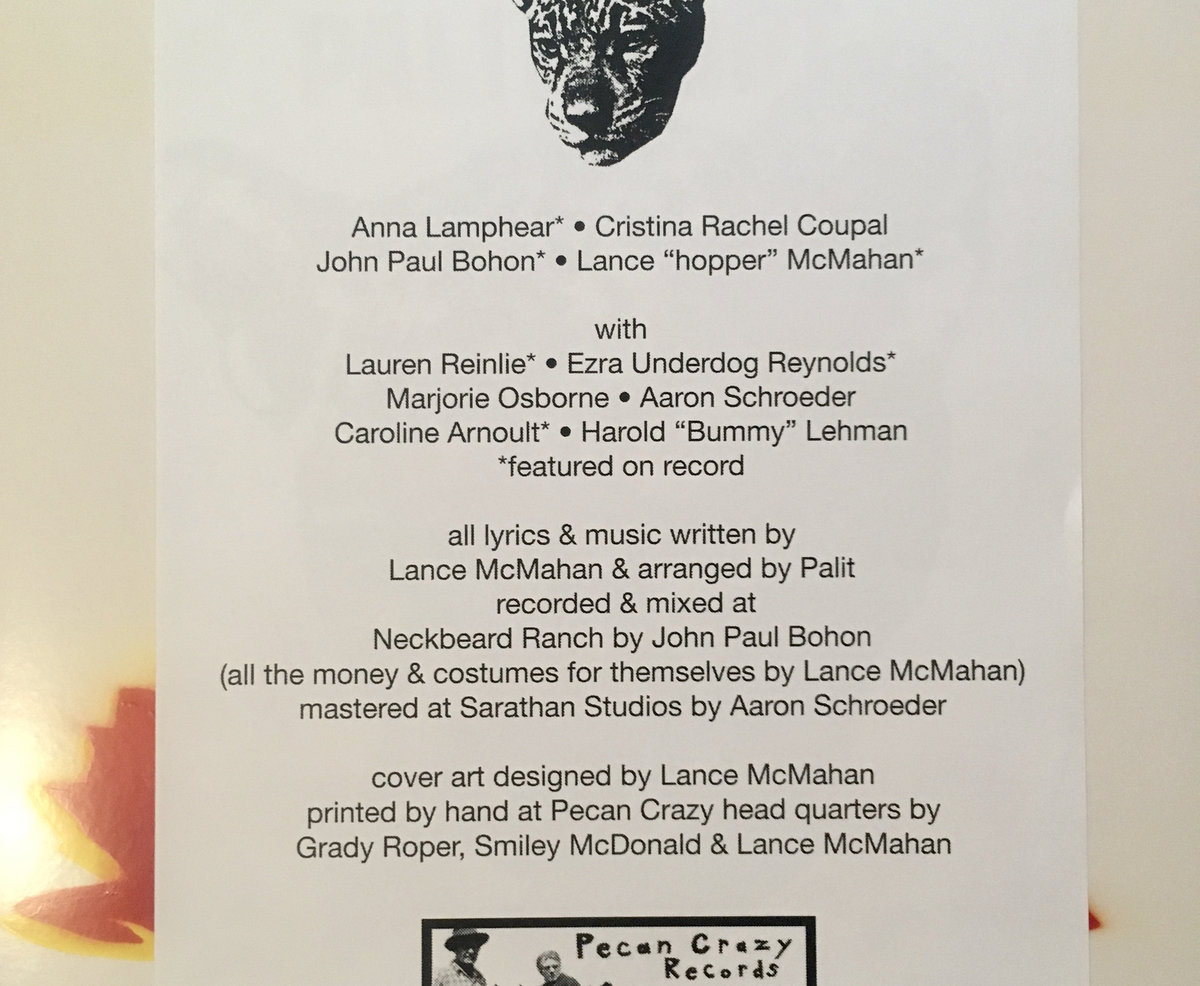 Anna Lamphear* • Cristina Rachel Coupal
John Paul Bohon* • Lance “hopper” McMahan*
with
Lauren Reinlie* • Ezra Underdog Reynolds*
Marjorie Osborne • Aaron Schroeder
Caroline Arnoult* • Harold “Bummy” Lehman
*featured on record
all lyrics & music written by
Lance McMahan & arranged by Palit
recorded & mixed at
Neckbeard Ranch by John Paul Bohon
(all the money & costumes for themselves by Lance McMahan)
mastered at Sarathan Studios by Aaron Schroeder
cover art designed by Lance McMahan
printed by hand at Pecan Crazy head quarters by
Grady Roper, Smiley McDonald & Lance McMahan
Pecan Crazy
Records